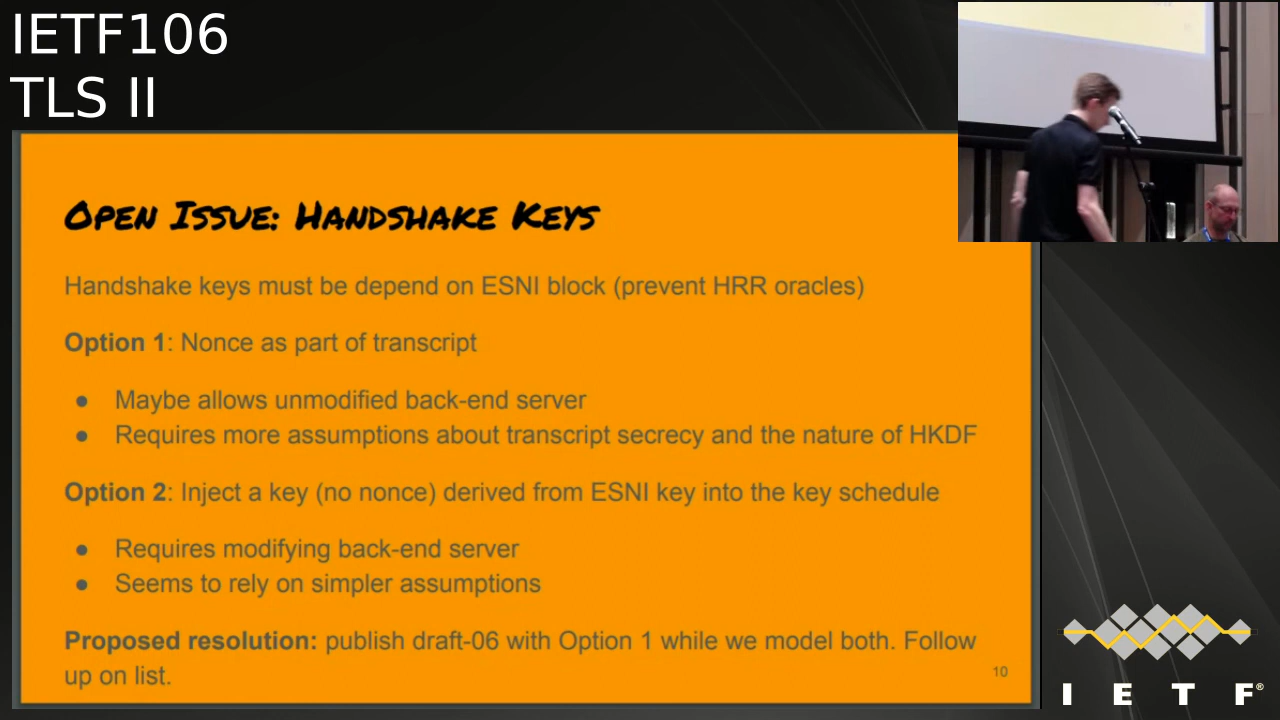 IETF106
TLS II
Open Issue: Handshake Keys
Handshake keys must be depend on ESNI block (prevent HRR oracles)
Option 1: Nonce as part of transcript
● Maybe allows unmodified back-end server
● Requires more assumptions about transcript secrecy and the nature of HKDF
Option 2: Inject a key (no nonce) derived from ESNI key into the key schedule
● Requires modifying back-end server
● Seems to rely on simpler assumptions
Proposed resolution: publish draft-06 with Option 1 while we model both. Follow
up on list.
10
I E T F®